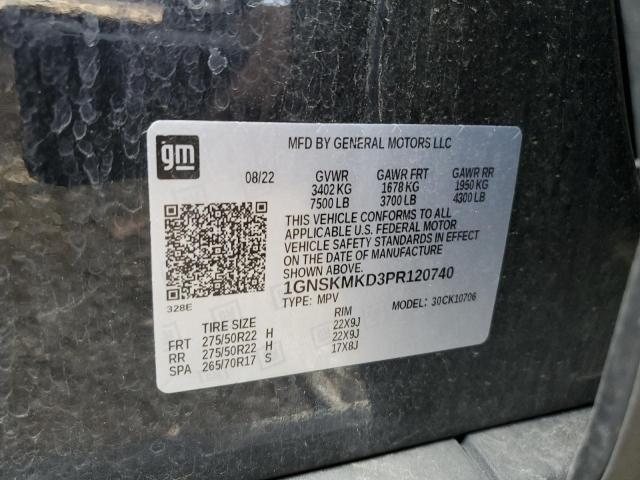 gm
MFD BY GENERAL MOTORS LLC
08/22 GVWR GAWR FRT GAWR RR
3402 KG 1678 KG 1950 KG
7500 LB 3700 LB 4300 LB
THIS VEHICLE CONFORMS TO ALL
APPLICABLE U.S. FEDERAL MOTOR
VEHICLE SAFETY STANDARDS IN EFFECT
ON THE DATE OF MANUFACTURE
SHOWN ABOVE.
1GNSKMKD3PR120740
328E TYPE: MPV MODEL: 30CK10706
TIRE SIZE RIM
FRT 275/50R22 H 22X9J
RR 275/50R22 H 22X9J
SPA 265/70R17 S 17X8J